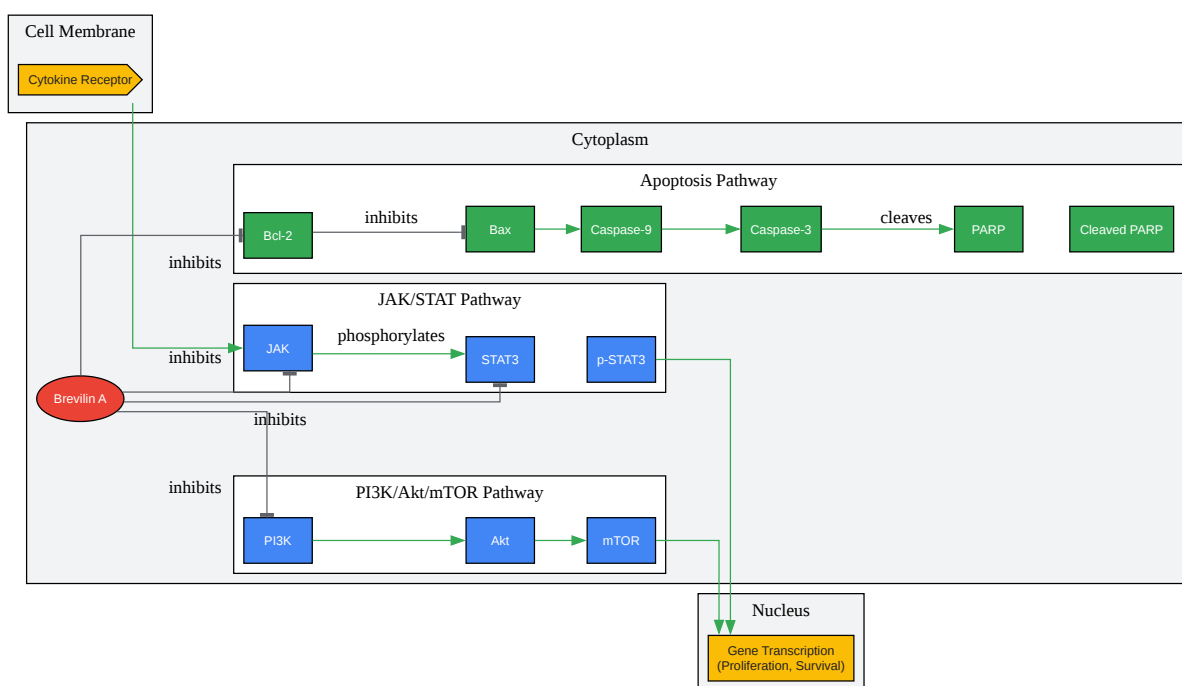 Cell Membrane
Cytokine Receptor
Cytoplasm
Apoptosis Pathway
Bcl-2
inhibits
Bax
Caspase-9
Caspase-3
cleaves
PARP
Cleaved PARP
inhibits
JAK/STAT Pathway
JAK
phosphorylates
STAT3
p-STAT3
inhibits
Brevilin A
inhibits
inhibits
PI3K/Akt/mTOR Pathway
PI3K
Akt
mTOR
Nucleus
Gene Transcription
(Proliferation, Survival)